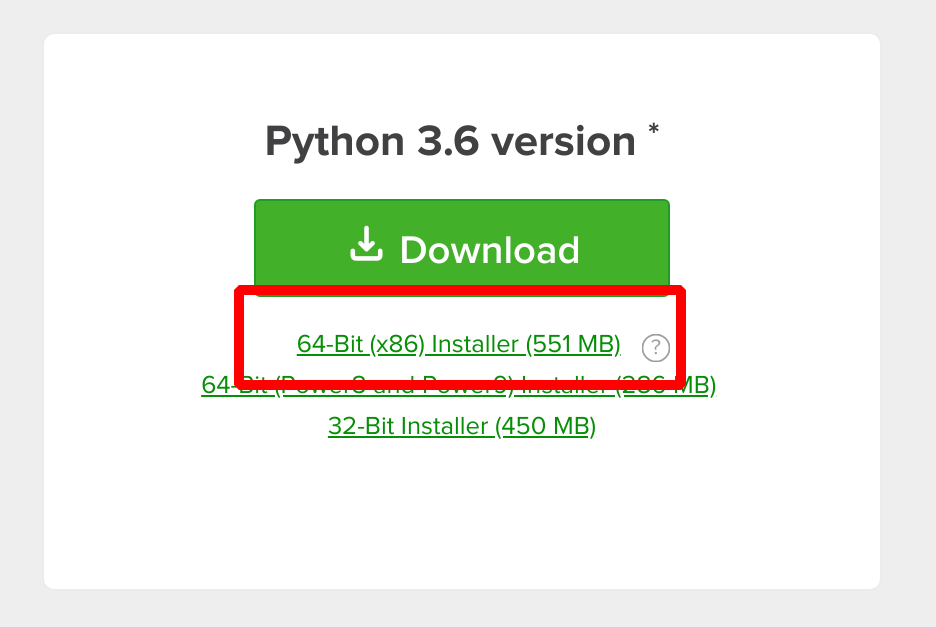 Python 3.6 version *
Download
64-Bit (x86) Installer (551 MB) ?
64-Bit (Power8 and Power9) Installer (286 MB)
32-Bit Installer (450 MB)